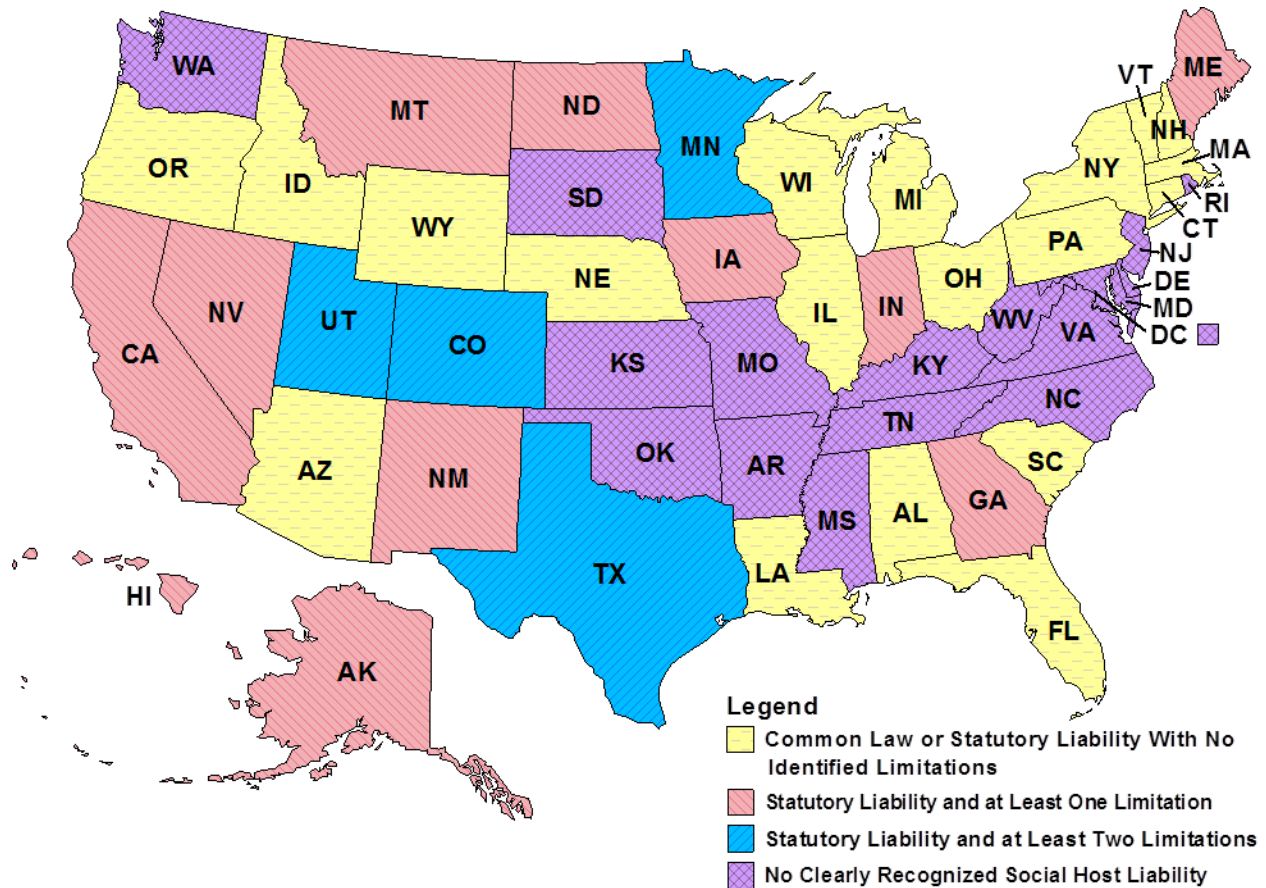 WA
MT
ND
MN
ME
VT
NH
MA
OR
ID
SD
WI
MI
NY
RI
CT
WY
NE
IA
PA
NJ
IL
IN
OH
DE
MD
DC
NV
UT
CO
CA
KS
MO
WV
VA
KY
NC
TN
AZ
NM
OK
AR
SC
MS
AL
GA
TX
LA
HI
FL
AK
Legend
Common Law or Statutory Liability With No
Identified Limitations
Statutory Liability and at Least One Limitation
Statutory Liability and at Least Two Limitations
No Clearly Recognized Social Host Liability